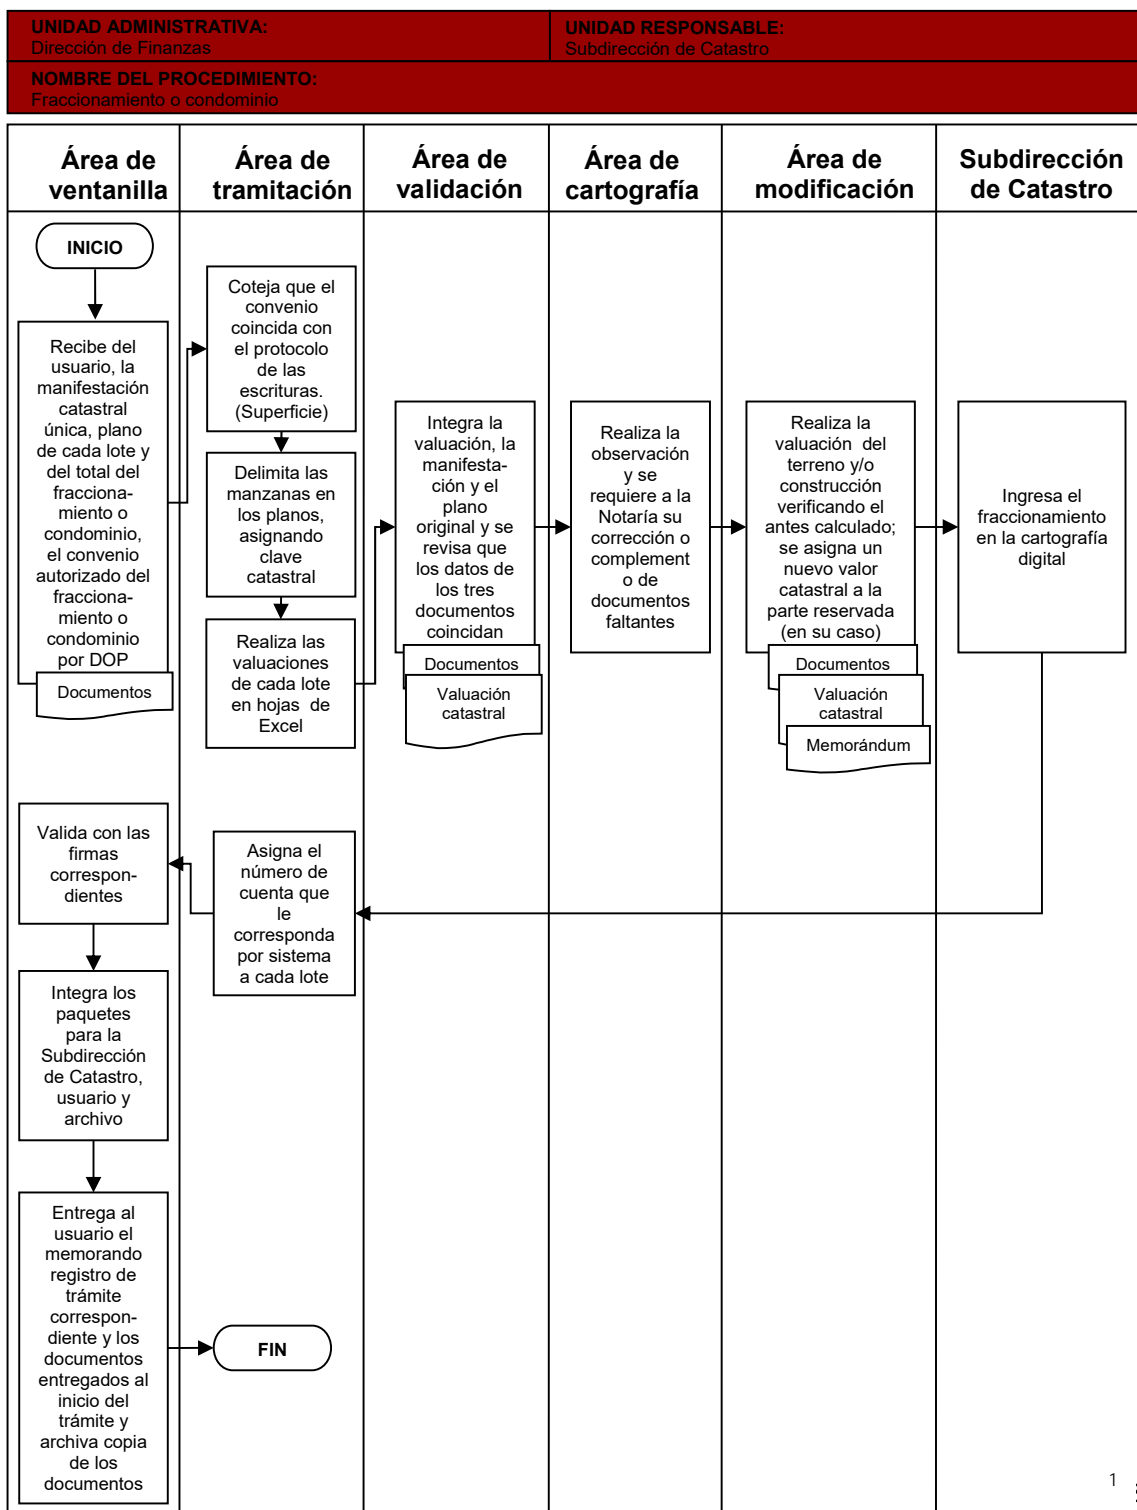 UNIDAD ADMINISTRATIVA:
Dirección de Finanzas
UNIDAD RESPONSABLE:
Subdirección de Catastro
NOMBRE DEL PROCEDIMIENTO:
Fraccionamiento o condominio
Área de
ventanilla
Área de
tramitación
Área de
validación
Área de
cartografía
Área de
modificación
Subdirección
de Catastro
INICIO
Recibe del
usuario, la
manifestación
catastral
única, plano
de cada lote y
del total del
fracciona-
miento o
condominio,
el convenio
autorizado del
fracciona-
miento o
condominio
por DOP
Documentos
Coteja que el
convenio
coincida con
el protocolo
de las
escrituras.
(Superficie)
Delimita las
manzanas en
los planos,
asignando
clave
catastral
Realiza las
valuaciones
de cada lote
en hojas de
Excel
Integra la
valuación, la
manifesta-
ción y el
plano
original y se
revisa que
los datos de
los tres
documentos
coincidan
Documentos
Valuación
catastral
Realiza la
observación
y se
requiere a la
Notaría su
corrección o
complement
o de
documentos
faltantes
Realiza la
valuación del
terreno y/o
construcción
verificando el
antes calculado;
se asigna un
nuevo valor
catastral a la
parte reservada
(en su caso)
Documentos
Valuación
catastral
Memorándum
Ingresa el
fraccionamiento
en la cartografía
digital
Asigna el
número de
cuenta que
le
corresponda
por sistema
a cada lote
Valida con las
firmas
correspon-
dientes
Integra los
paquetes
para la
Subdirección
de Catastro,
usuario y
archivo
Entrega al
usuario el
memorando
registro de
trámite
correspon-
diente y los
documentos
entregados al
inicio del
trámite y
archiva copia
de los
documentos
FIN
1